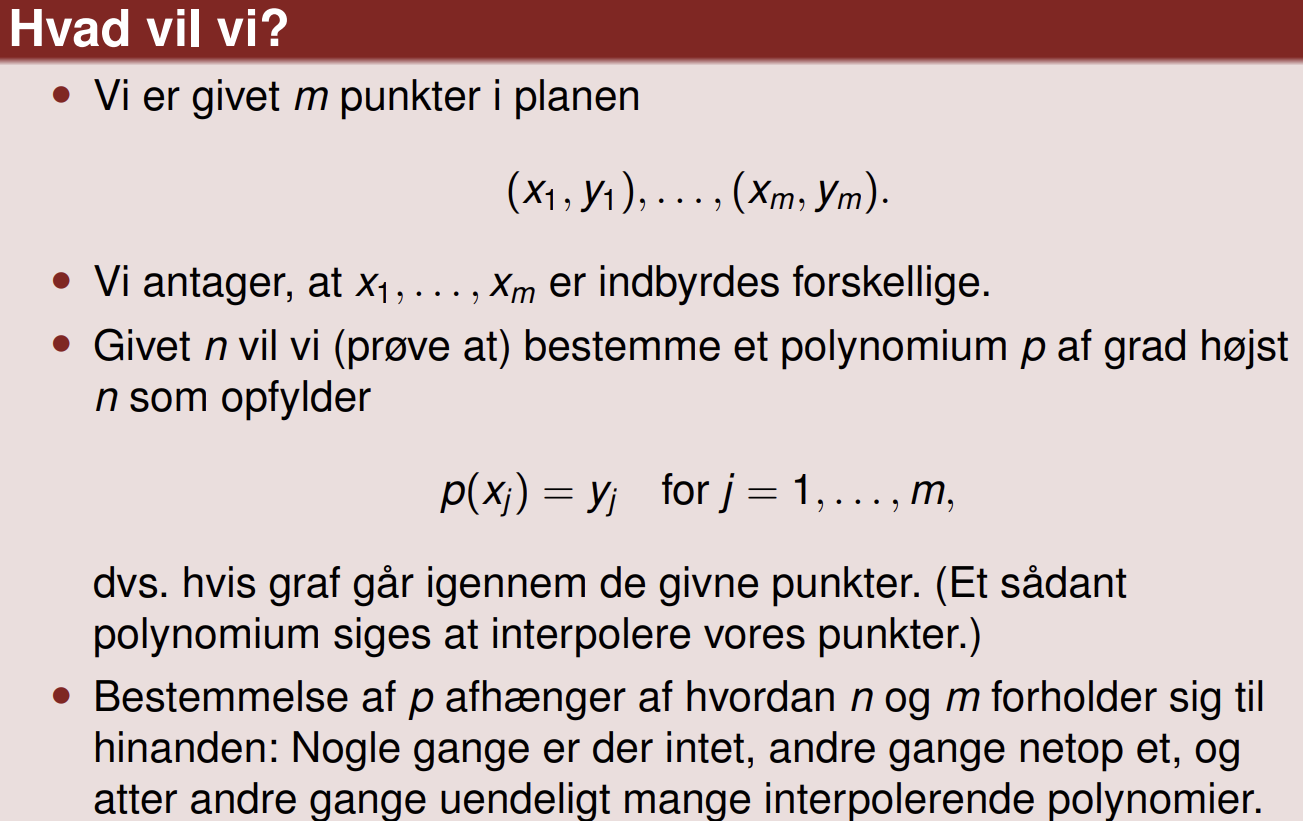 Hvad vil vi?
• Vi er givet m punkter i planen
(x₁, y₁), . . . , (xₘ, yₘ).
• Vi antager, at x₁, . . . , xₘ er indbyrdes forskellige.
• Givet n vil vi (prøve at) bestemme et polynomium p af grad højst
n som opfylder
p(xⱼ) = yⱼ for j = 1, . . . , m,
dvs. hvis graf går igennem de givne punkter. (Et sådant
polynomium siges at interpolere vores punkter.)
• Bestemmelse af p afhænger af hvordan n og m forholder sig til
hinanden: Nogle gange er der intet, andre gange netop et, og
atter andre gange uendeligt mange interpolerende polynomier.